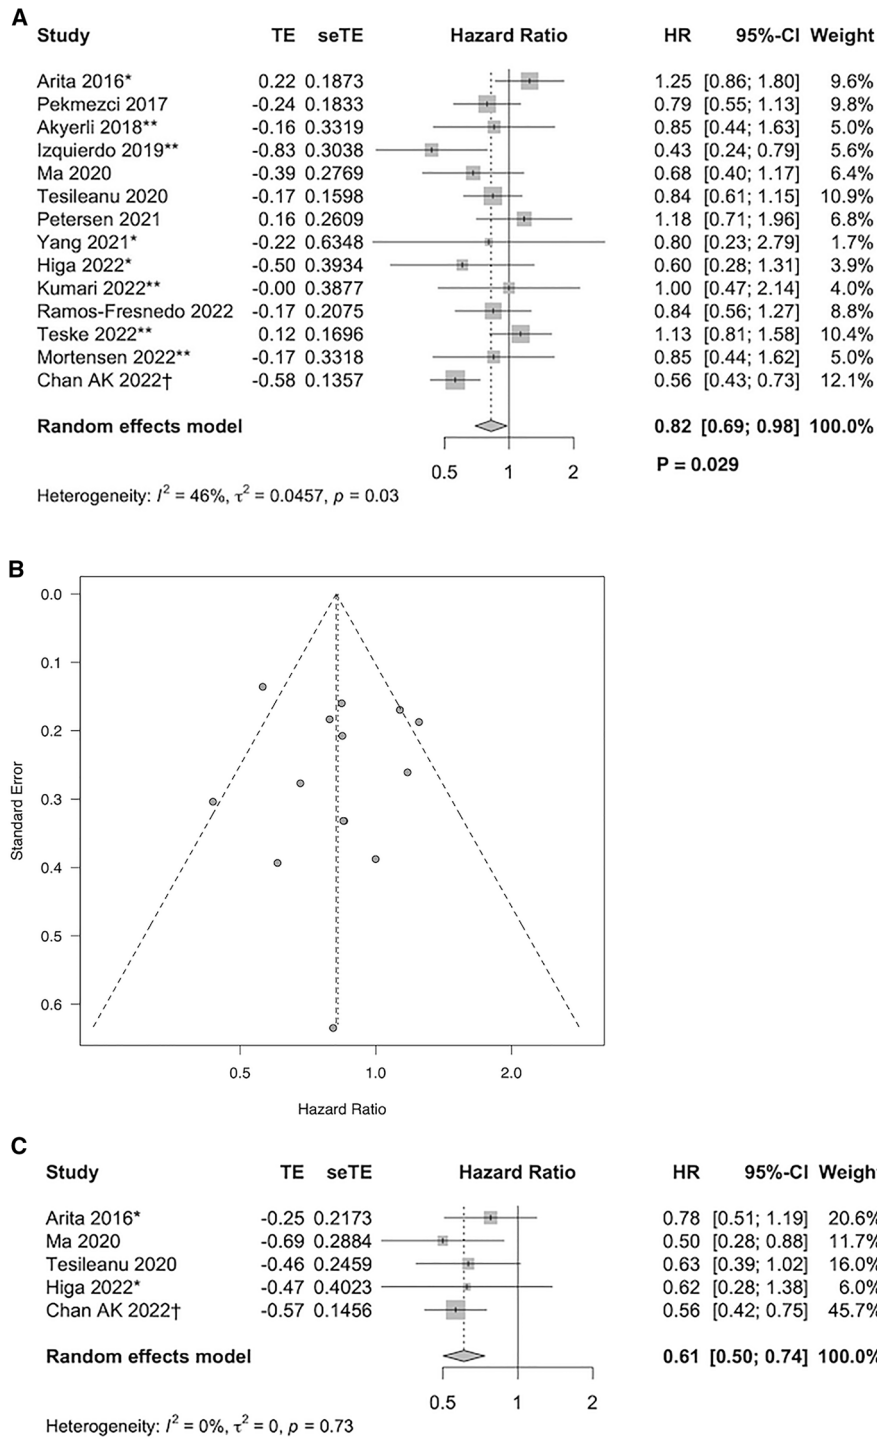 A
Study TE seTE Hazard Ratio HR 95%-CI Weight
Arita 2016* 0.22 0.1873 1.25 [0.86; 1.80] 9.6%
Pekmezci 2017 -0.24 0.1833 0.79 [0.55; 1.13] 9.8%
Akyerli 2018** -0.16 0.3319 0.85 [0.44; 1.63] 5.0%
Izquierdo 2019** -0.83 0.3038 0.43 [0.24; 0.79] 5.6%
Ma 2020 -0.39 0.2769 0.68 [0.40; 1.17] 6.4%
Tesileanu 2020 -0.17 0.1598 0.84 [0.61; 1.15] 10.9%
Petersen 2021 0.16 0.2609 1.18 [0.71; 1.96] 6.8%
Yang 2021* -0.22 0.6348 0.80 [0.23; 2.79] 1.7%
Higa 2022* -0.50 0.3934 0.60 [0.28; 1.31] 3.9%
Kumari 2022** -0.00 0.3877 1.00 [0.47; 2.14] 4.0%
Ramos-Fresnedo 2022 -0.17 0.2075 0.84 [0.56; 1.27] 8.8%
Teske 2022** 0.12 0.1696 1.13 [0.81; 1.58] 10.4%
Mortensen 2022** -0.17 0.3318 0.85 [0.44; 1.62] 5.0%
Chan AK 2022† -0.58 0.1357 0.56 [0.43; 0.73] 12.1%
Random effects model 0.82 [0.69; 0.98] 100.0%
0.5 1 2
P = 0.029
Heterogeneity: I² = 46%, τ² = 0.0457, p = 0.03
B
0.0
0.1
0.2
0.3
0.4
0.5
0.6
Standard Error
0.5 1.0 2.0
Hazard Ratio
C
Study TE seTE Hazard Ratio HR 95%-CI Weight
Arita 2016* -0.25 0.2173 0.78 [0.51; 1.19] 20.6%
Ma 2020 -0.69 0.2884 0.50 [0.28; 0.88] 11.7%
Tesileanu 2020 -0.46 0.2459 0.63 [0.39; 1.02] 16.0%
Higa 2022* -0.47 0.4023 0.62 [0.28; 1.38] 6.0%
Chan AK 2022† -0.57 0.1456 0.56 [0.42; 0.75] 45.7%
Random effects model 0.61 [0.50; 0.74] 100.0%
0.5 1 2
Heterogeneity: I² = 0%, τ² = 0, p = 0.73